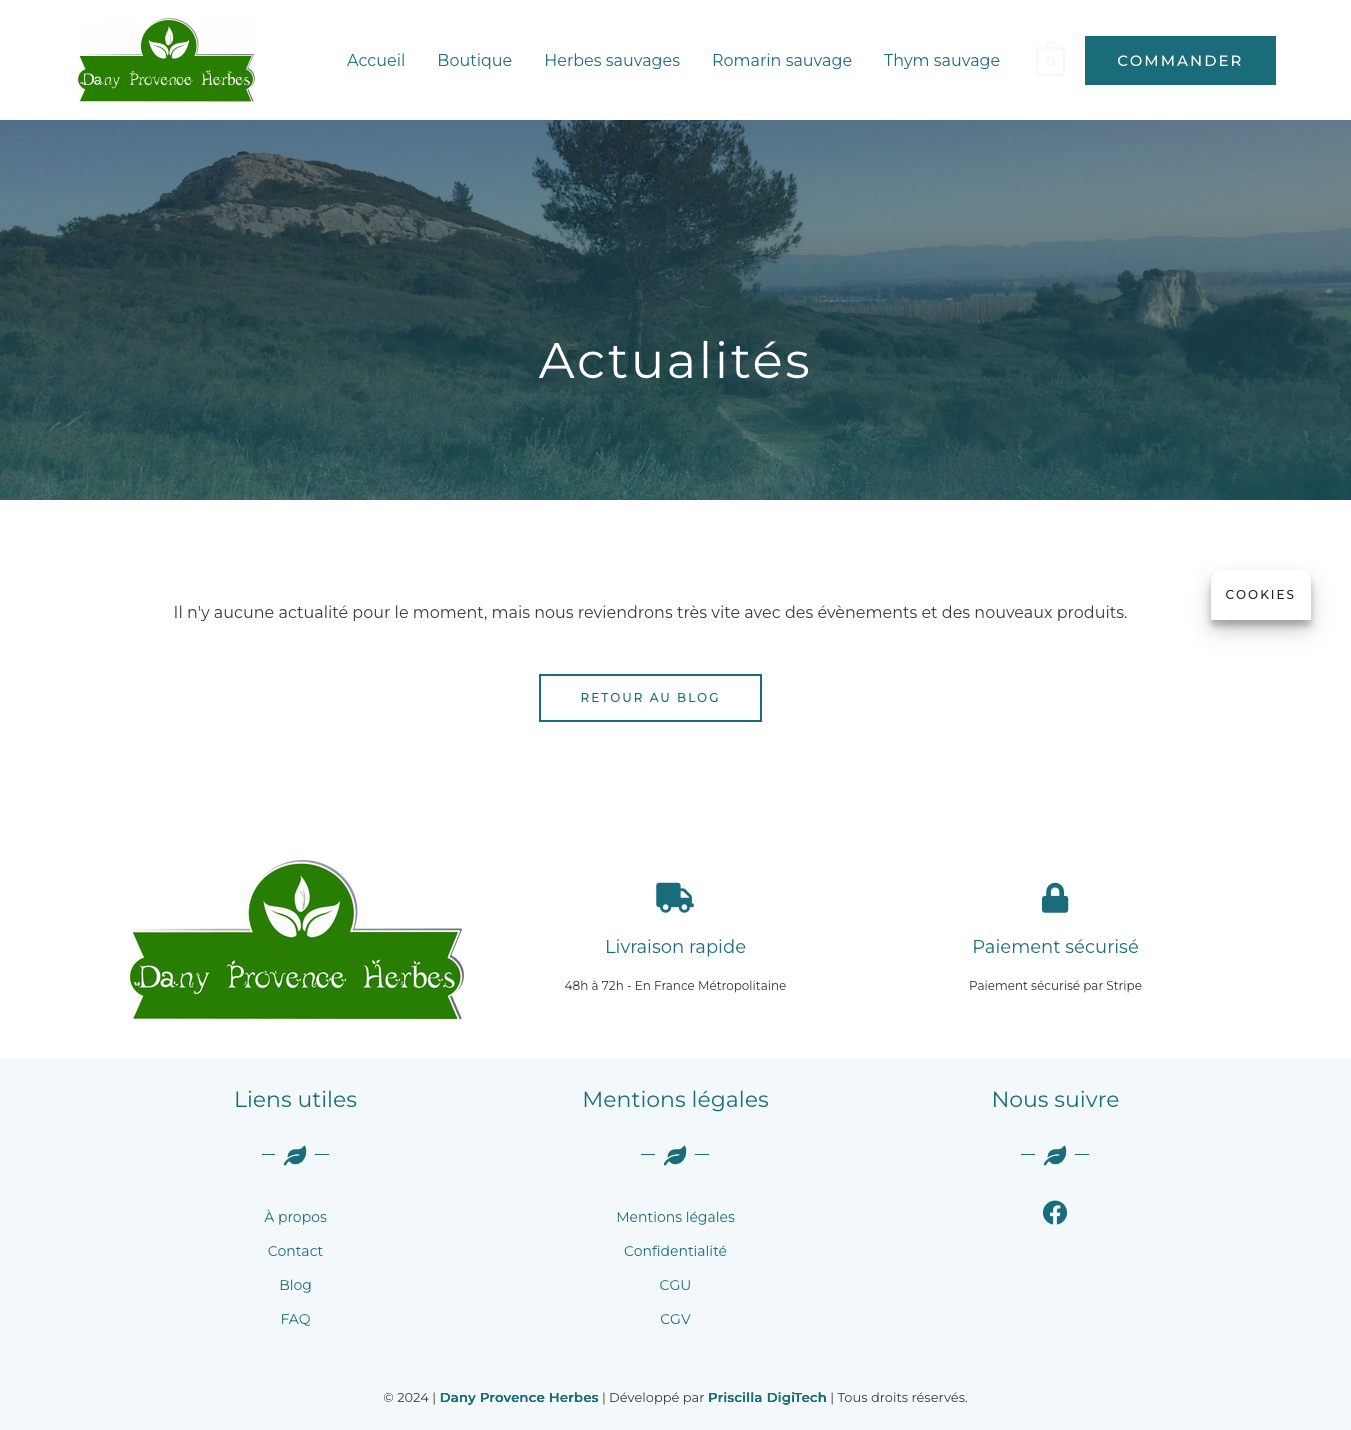 Dany Provence Herbes
Accueil
Boutique
Herbes sauvages
Romarin sauvage
Thym sauvage
0
COMMANDER
Actualités
COOKIES
Il n'y aucune actualité pour le moment, mais nous reviendrons très vite avec des évènements et des nouveaux produits.
RETOUR AU BLOG
Dany Provence Herbes
Livraison rapide
48h à 72h - En France Métropolitaine
Paiement sécurisé
Paiement sécurisé par Stripe
Liens utiles
À propos
Contact
Blog
FAQ
Mentions légales
Mentions légales
Confidentialité
CGU
CGV
Nous suivre
© 2024 | Dany Provence Herbes | Développé par Priscilla DigiTech | Tous droits réservés.